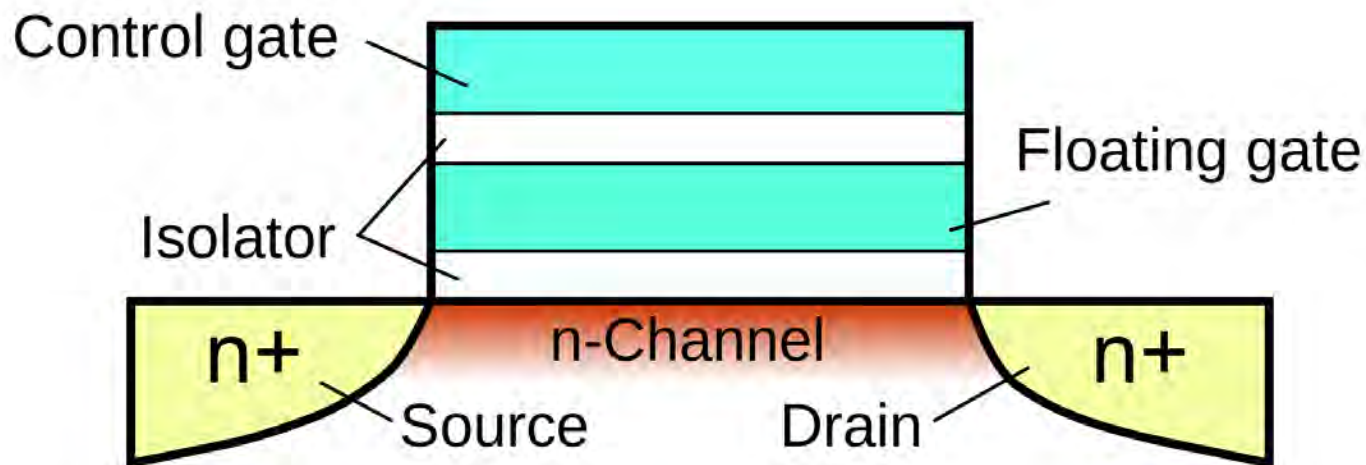 Control gate
Floating gate
Isolator
n+
n-Channel
n+
Source
Drain